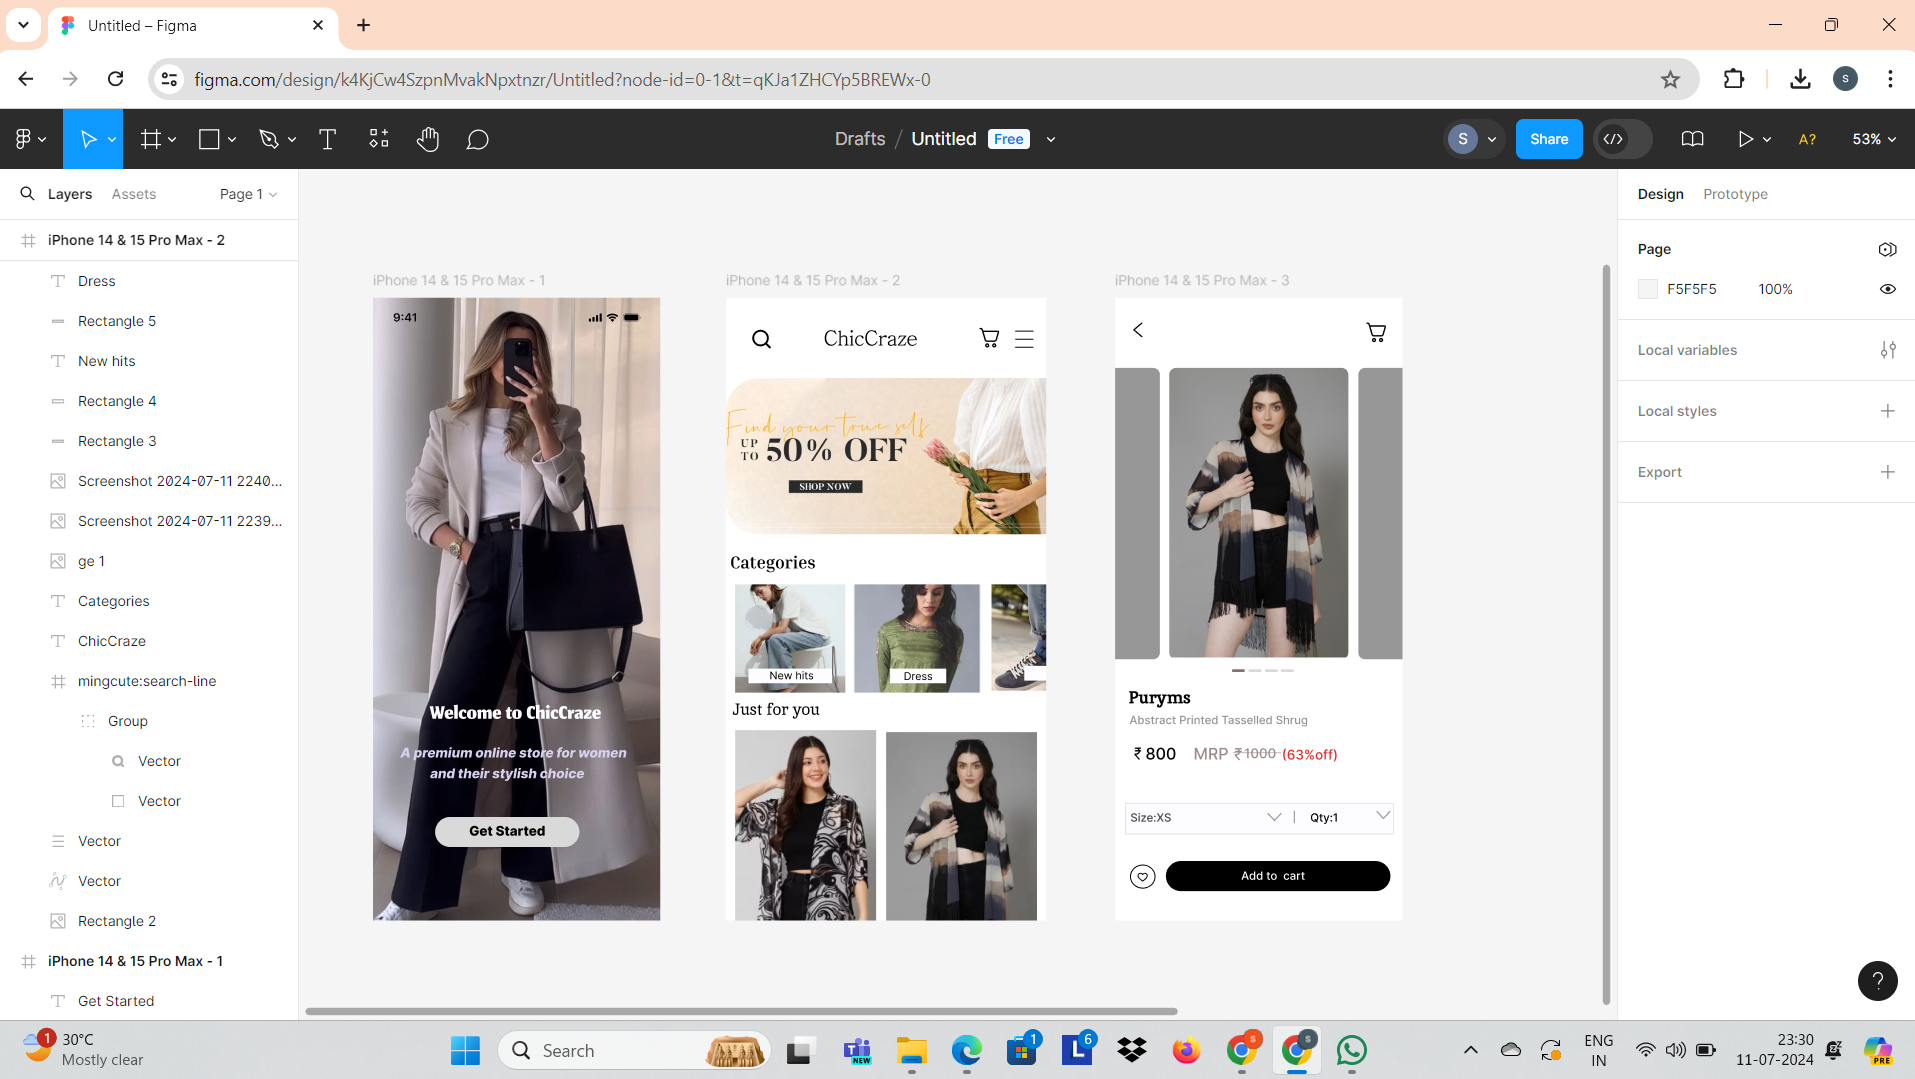 Untitled – Figma
figma.com/design/k4KjCw4SzpnMvakNpxtnzr/Untitled?node-id=0-1&t=qKJa1ZHCYp5BREWx-0
S
Drafts / Untitled Free
S
Share
A?
53%
Layers Assets Page 1
iPhone 14 & 15 Pro Max - 2
Dress
Rectangle 5
New hits
Rectangle 4
Rectangle 3
Screenshot 2024-07-11 2240...
Screenshot 2024-07-11 2239...
ge 1
Categories
ChicCraze
mingcute:search-line
Group
Vector
Vector
Vector
Vector
Rectangle 2
iPhone 14 & 15 Pro Max - 1
Get Started
iPhone 14 & 15 Pro Max - 1
9:41
Welcome to ChicCraze
A premium online store for women
and their stylish choice
Get Started
iPhone 14 & 15 Pro Max - 2
ChicCraze
Find your true self
UP TO 50% OFF
SHOP NOW
Categories
New hits
Dress
Just for you
iPhone 14 & 15 Pro Max - 3
Puryms
Abstract Printed Tasselled Shrug
₹ 800 MRP ₹1000 (63%off)
Size:XS | Qty:1
Add to cart
Design Prototype
Page
F5F5F5 100%
Local variables
Local styles
Export
?
1
30°C
Mostly clear
Search
NEW
1
L
6
S
S
ENG
IN
23:30
11-07-2024
PRE